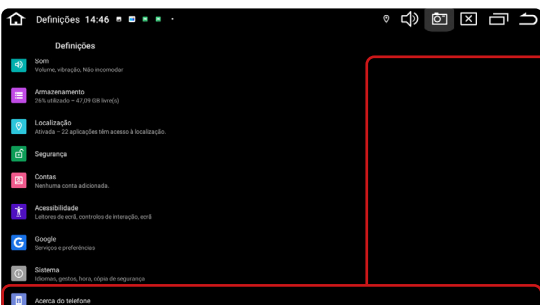 Definições 14:46
Definições
Som
Volume, vibração, Não incomodar
Armazenamento
26% utilizado – 47,09 GB livre(s)
Localização
Ativada – 22 aplicações têm acesso à localização.
Segurança
Contas
Nenhuma conta adicionada.
Acessibilidade
Leitores de ecrã, controlos de interação, ecrã
Google
Serviços e preferências
Sistema
Idiomas, gestos, hora, cópia de segurança
Acerca do telefone